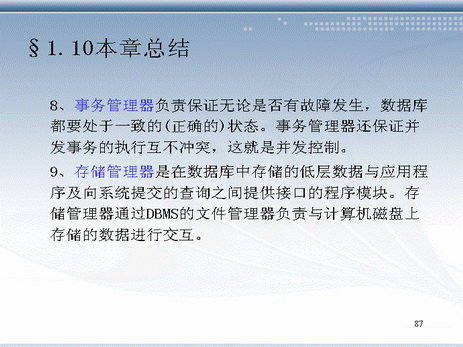 §1.10本章总结
8、事务管理器负责保证无论是否有故障发生，数据库
都要处于一致的(正确的)状态。事务管理器还保证并
发事务的执行互不冲突，这就是并发控制。
9、存储管理器是在数据库中存储的低层数据与应用程
序及向系统提交的查询之间提供接口的程序模块。存
储管理器通过DBMS的文件管理器负责与计算机磁盘上
存储的数据进行交互。
87